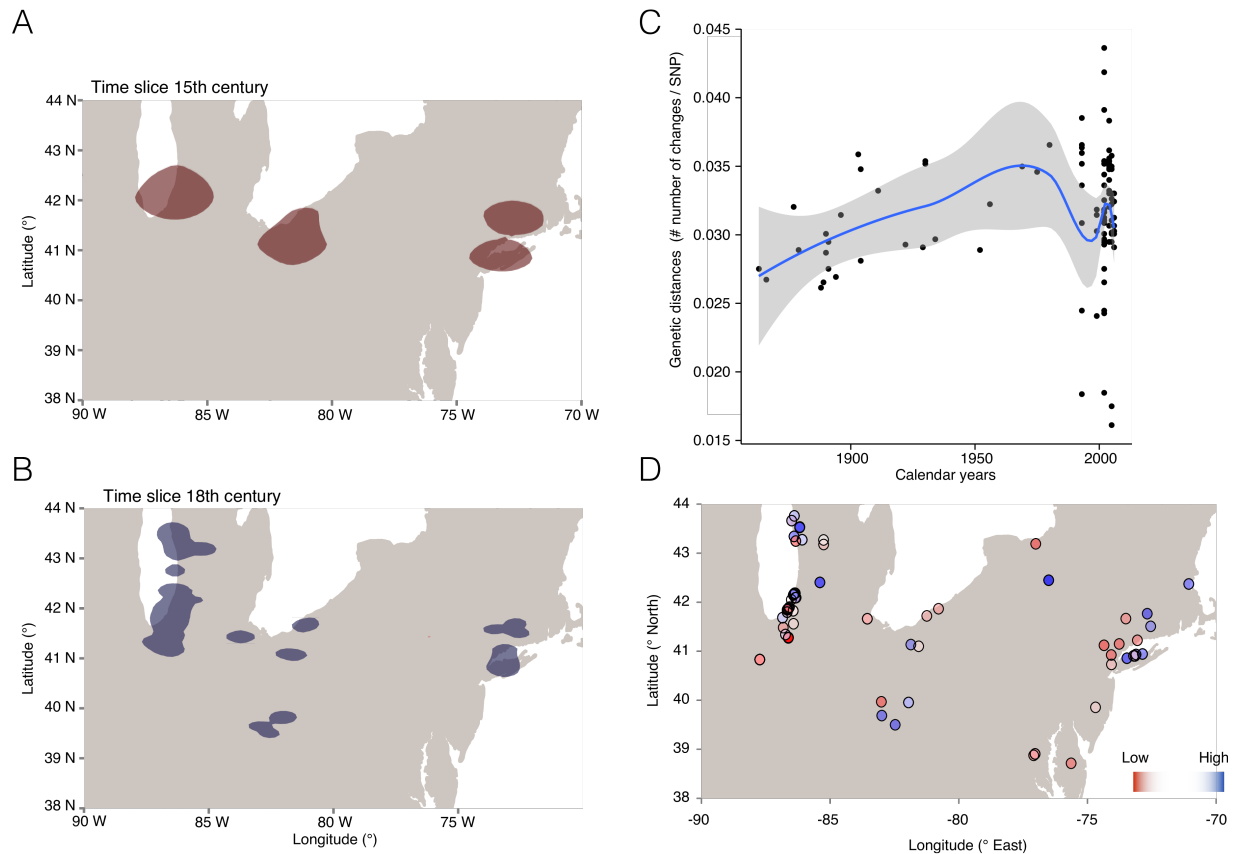 A
Time slice 15th century
44 N
43 N
42 N
41 N
40 N
39 N
38 N
Latitude (°)
90 W
85 W
80 W
75 W
70 W
B
Time slice 18th century
44 N
43 N
42 N
41 N
40 N
39 N
38 N
Latitude (°)
90 W
85 W
80 W
75 W
Longitude (°)
C
0.045
0.040
0.035
0.030
0.025
0.020
0.015
Genetic distances (# number of changes / SNP)
1900
1950
2000
Calendar years
D
44
43
42
41
40
39
38
Latitude (° North)
Low
High
-90
-85
-80
-75
-70
Longitude (° East)